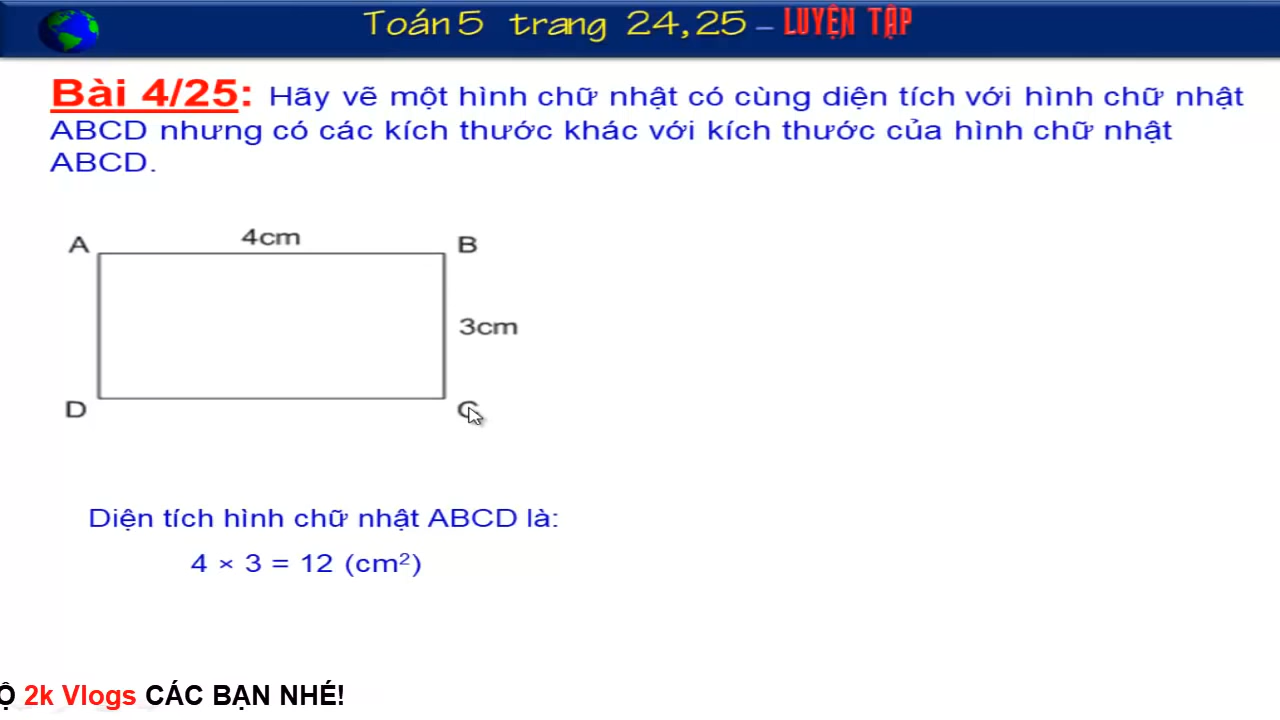 Toán 5 trang 24,25 – LUYỆN TẬP
Bài 4/25: Hãy vẽ một hình chữ nhật có cùng diện tích với hình chữ nhật
ABCD nhưng có các kích thước khác với kích thước của hình chữ nhật
ABCD.
A 4cm B
3cm
D C
Diện tích hình chữ nhật ABCD là:
4 × 3 = 12 (cm²)
Ộ 2k Vlogs CÁC BẠN NHÉ!